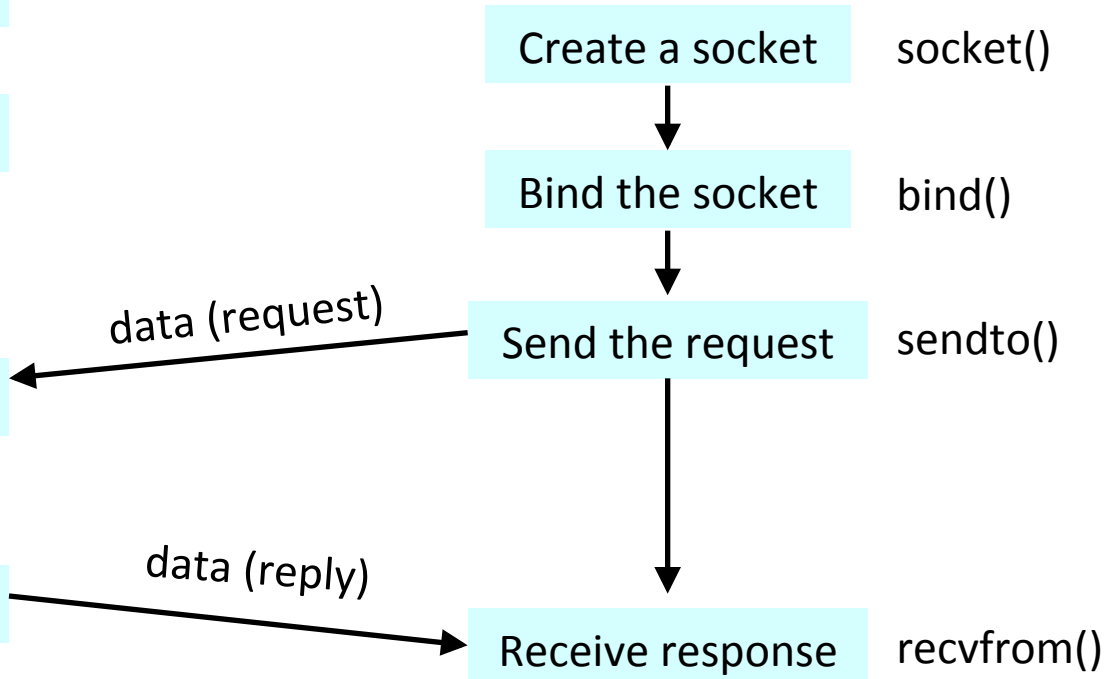 Create a socket socket()
Bind the socket bind()
data (request)
Send the request sendto()
data (reply)
Receive response recvfrom()